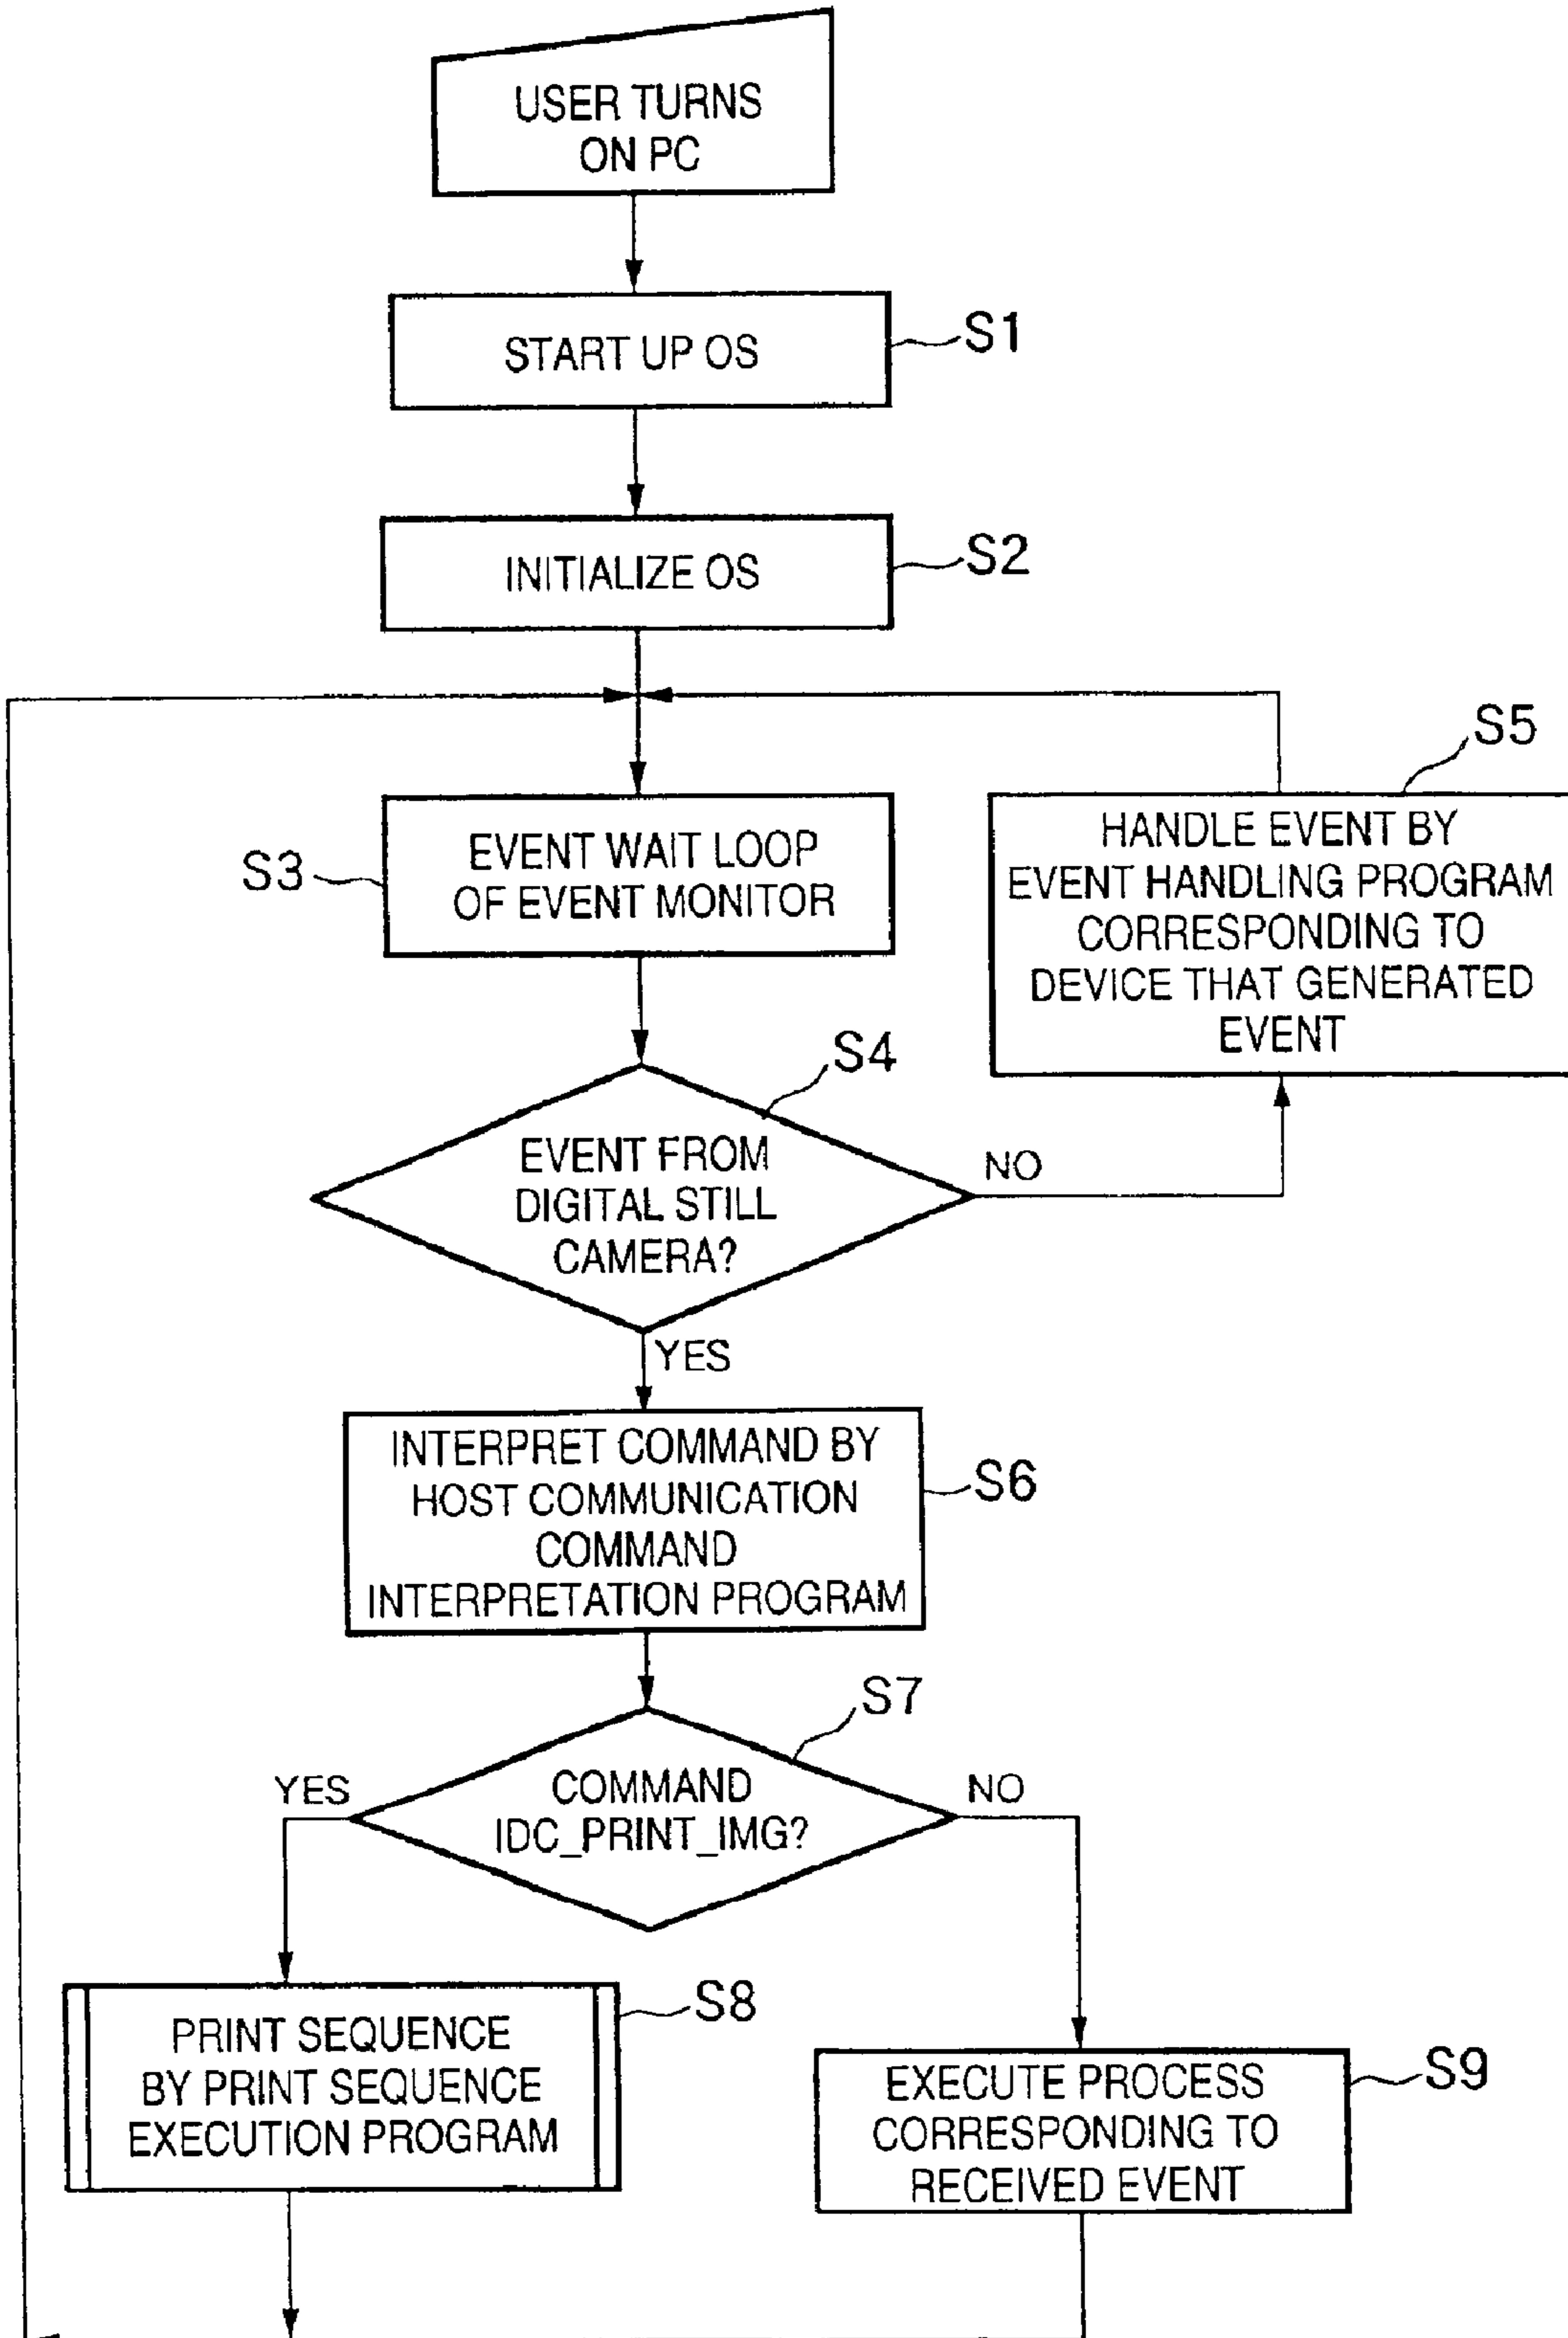 USER TURNS
ON PC
START UP OS
S1
INITIALIZE OS
S2
S3
EVENT WAIT LOOP
OF EVENT MONITOR
S5
HANDLE EVENT BY
EVENT HANDLING PROGRAM
CORRESPONDING TO
DEVICE THAT GENERATED
EVENT
S4
EVENT FROM
DIGITAL STILL
CAMERA?
NO
YES
INTERPRET COMMAND BY
HOST COMMUNICATION
COMMAND
INTERPRETATION PROGRAM
S6
S7
COMMAND
IDC_PRINT_IMG?
YES
NO
PRINT SEQUENCE
BY PRINT SEQUENCE
EXECUTION PROGRAM
S8
EXECUTE PROCESS
CORRESPONDING TO
RECEIVED EVENT
S9